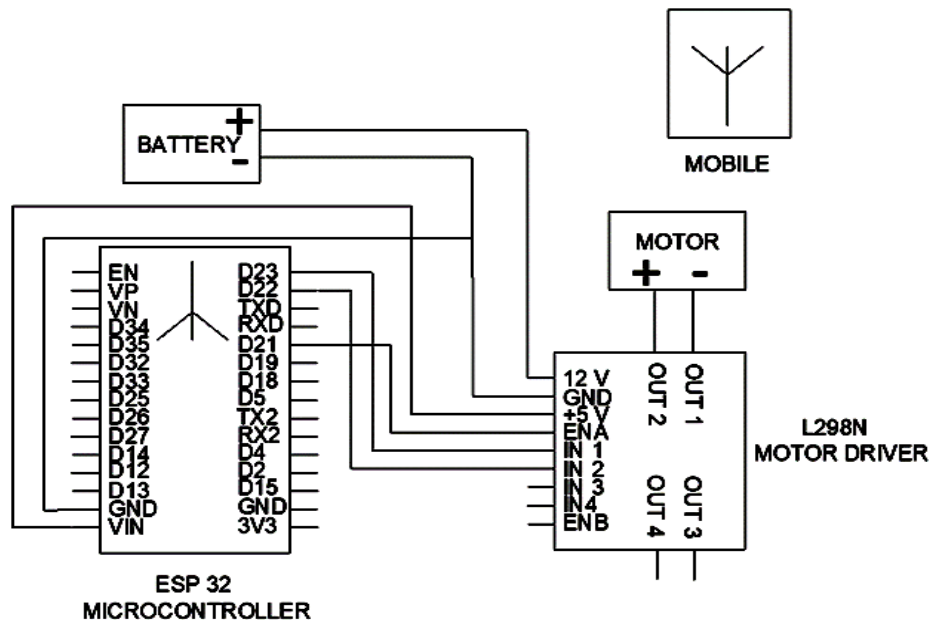 MOBILE
BATTERY
+
-
MOTOR
+ -
EN
VP
VN
D34
D35
D32
D33
D25
D26
D27
D14
D12
D13
GND
VIN
D23
D22
TXD
RXD
D21
D19
D18
D5
TX2
RX2
D4
D2
D15
GND
3V3
ESP 32
MICROCONTROLLER
12 V
GND
+5 V
ENA
IN 1
IN 2
IN 3
IN4
ENB
OUT 2
OUT 1
OUT 4
OUT 3
L298N
MOTOR DRIVER